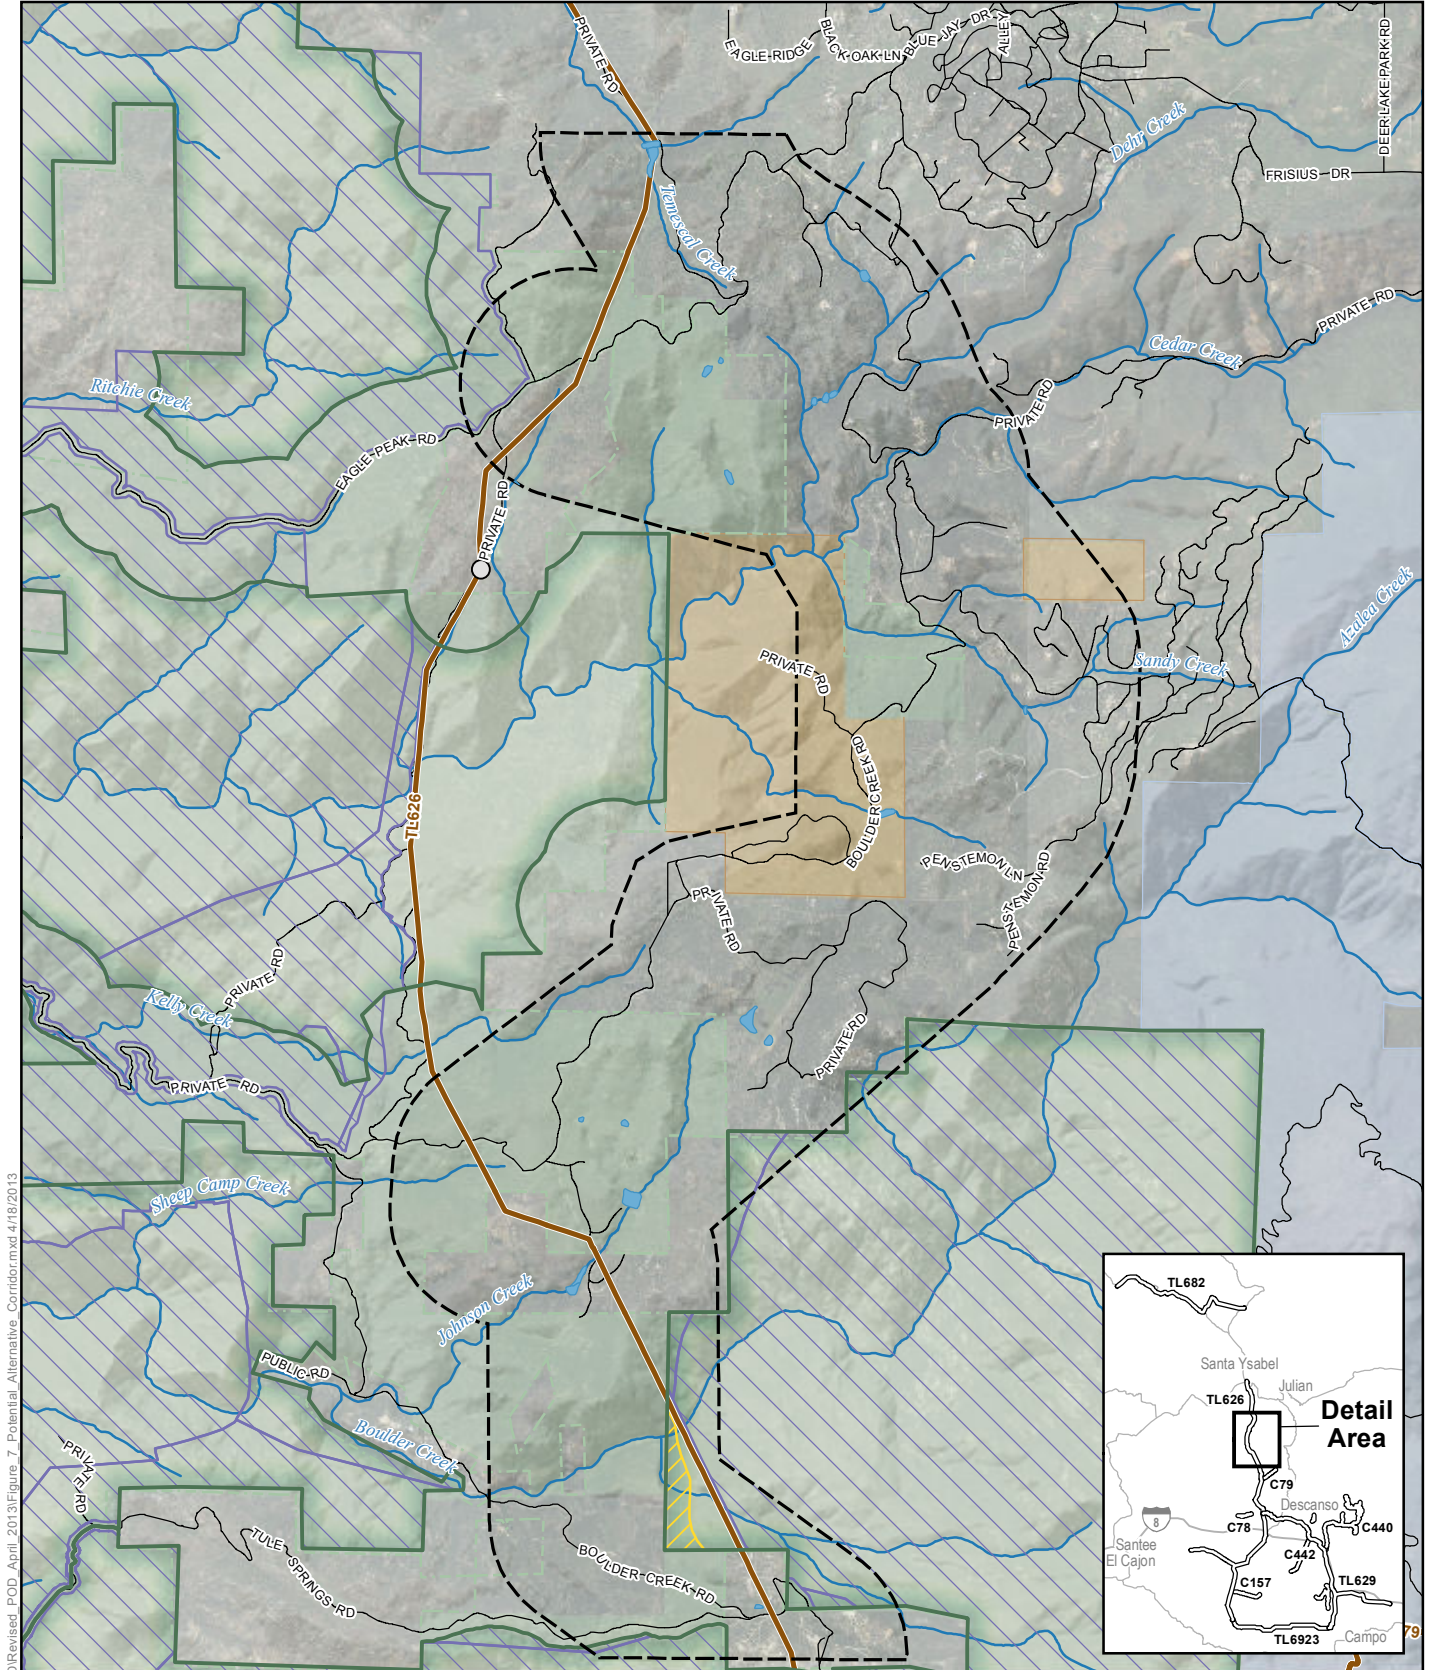 PRIVATE RD
EAGLE RIDGE
BLACK OAK LN
BLUE JAY DR
ALLEY
DEER LAKE PARK RD
Dehr Creek
FRISIUS DR
Temescal Creek
PRIVATE RD
Cedar Creek
Ritchie Creek
PRIVATE RD
EAGLE PEAK RD
PRIVATE RD
Azalea Creek
PRIVATE RD
Sandy Creek
TL626
BOULDER CREEK RD
PENSTEMON LN
PENSTEMON RD
PRIVATE RD
PRIVATE RD
Kelly Creek
PRIVATE RD
PRIVATE RD
Sheep Camp Creek
Johnson Creek
PUBLIC RD
Boulder Creek
PRIVATE RD
TULE SPRINGS RD
BOULDER CREEK RD
TL682
Santa Ysabel
Julian
TL626
Detail
Area
C79
Descanso
8
C78
C440
Santee
El Cajon
C442
C157
TL629
TL6923
Campo
79
\Revised_POD_April_2013\Figure_7_Potential_Alternative_Corridor.mxd 4/18/2013